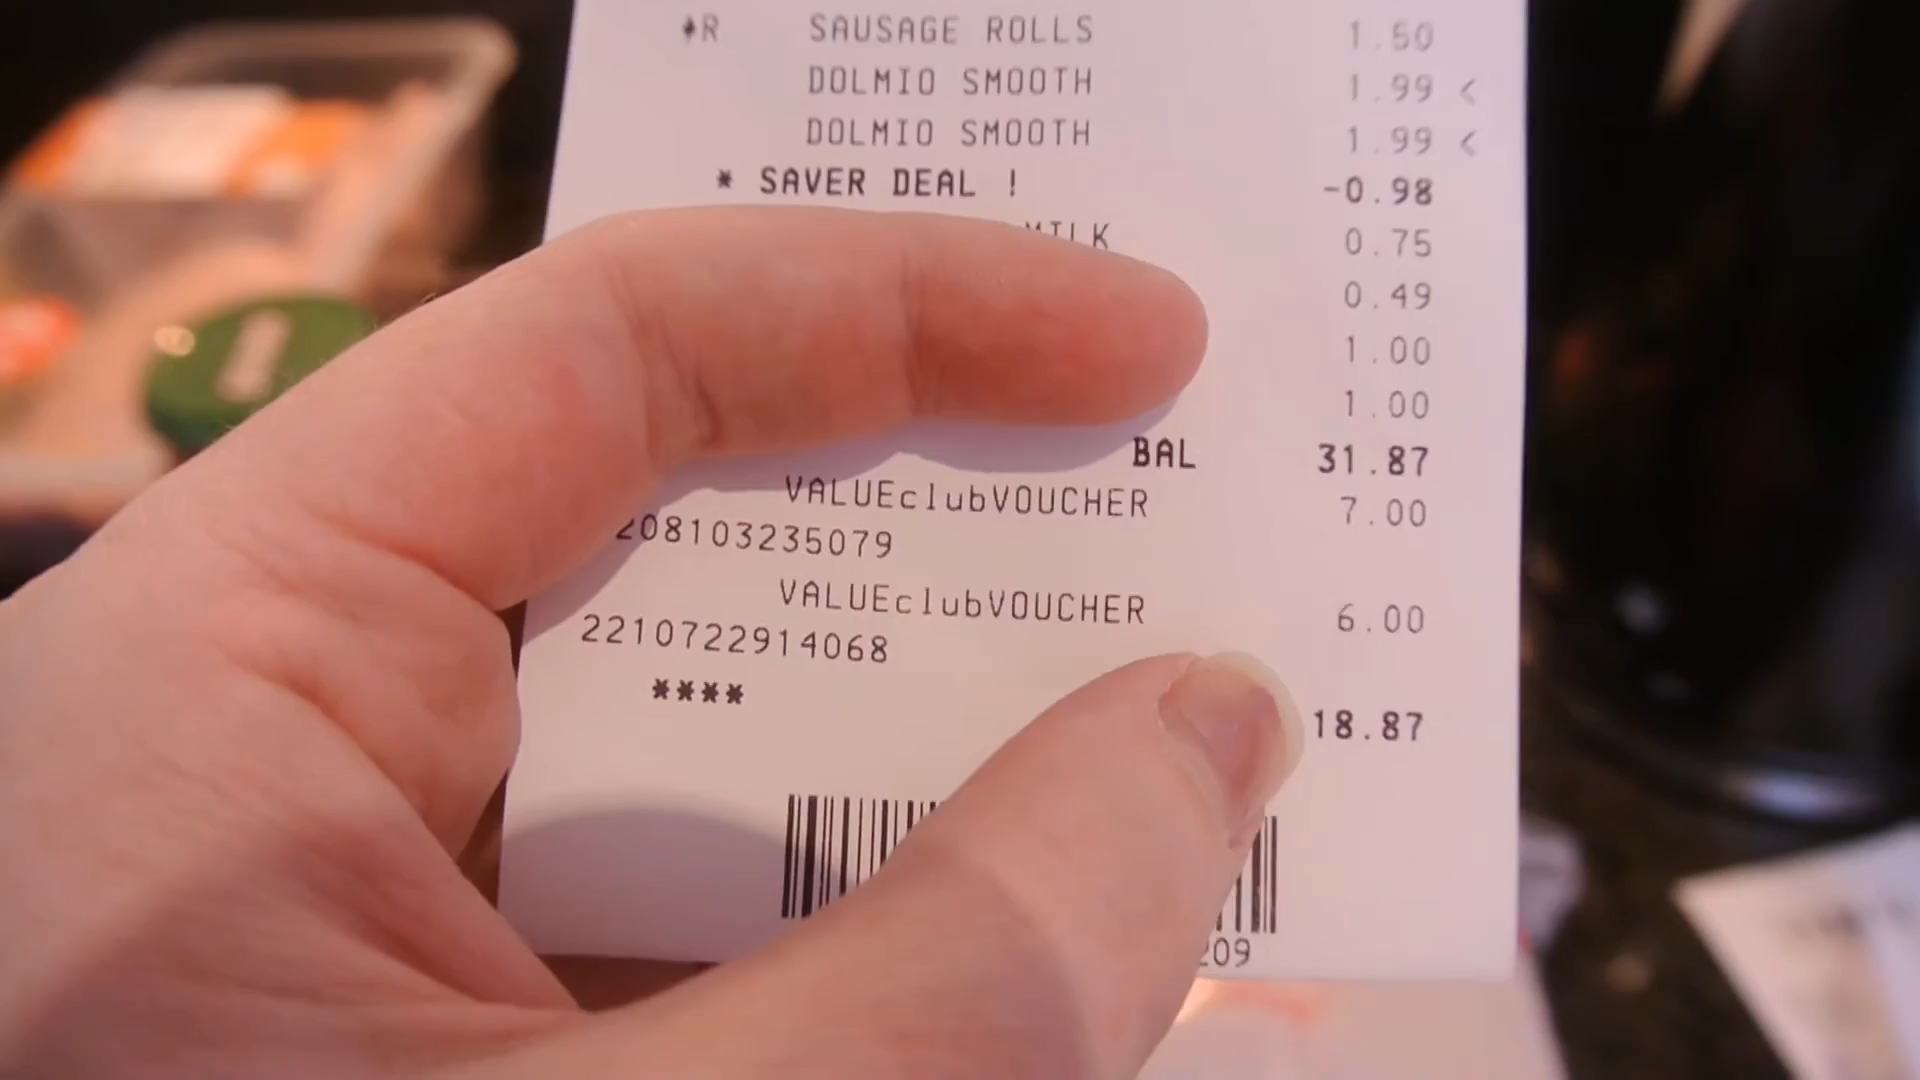 ♦R SAUSAGE ROLLS 1.50
DOLMIO SMOOTH 1.99 <
DOLMIO SMOOTH 1.99 <
* SAVER DEAL ! -0.98
MILK 0.75
0.49
1.00
1.00
BAL 31.87
VALUEclubVOUCHER 7.00
208103235079
VALUEclubVOUCHER 6.00
2210722914068
**** 18.87
209